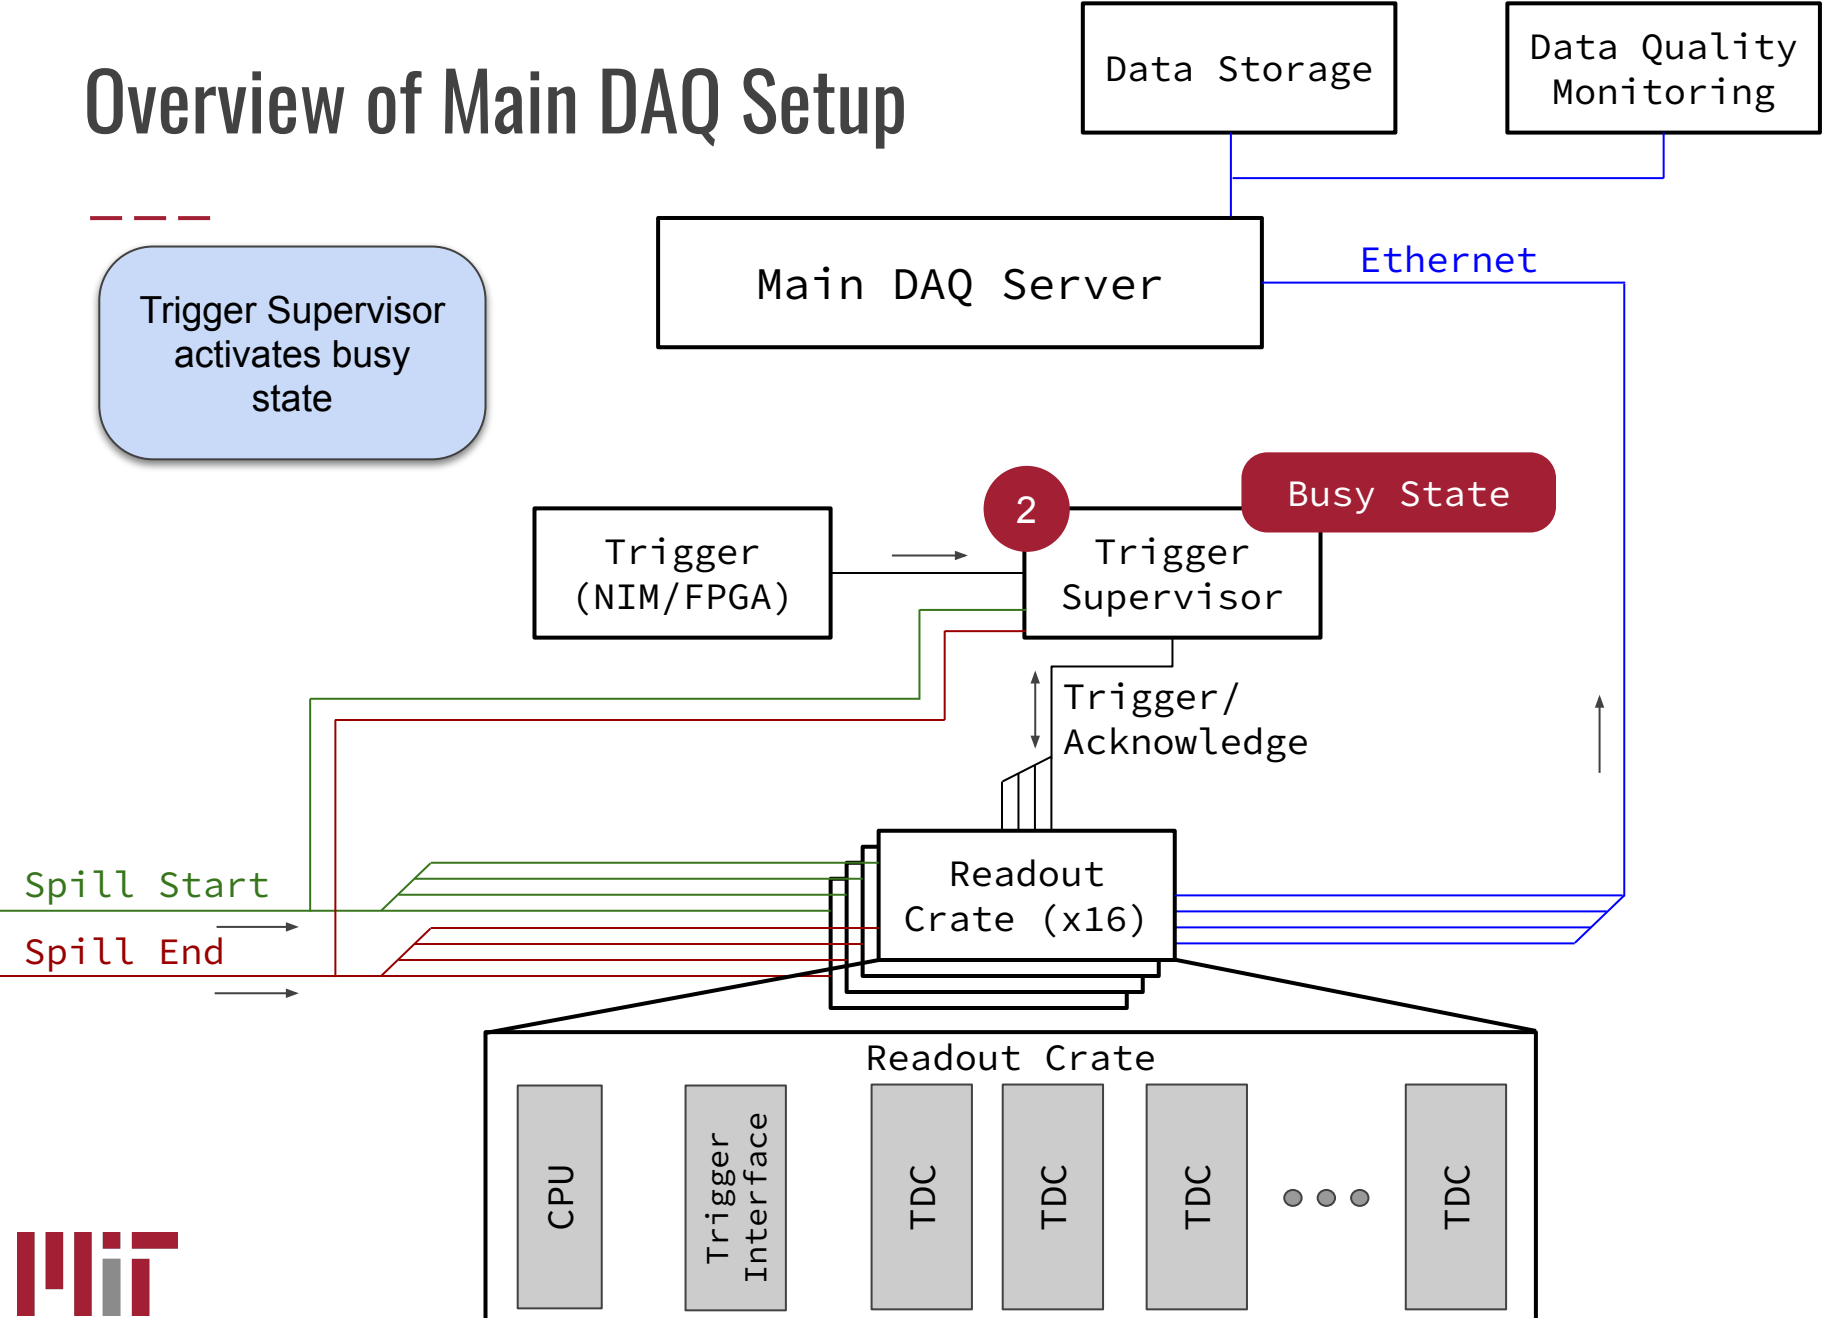 Overview of Main DAQ Setup
Data Storage
Data Quality
Monitoring
Trigger Supervisor
activates busy
state
Main DAQ Server
Ethernet
2
Busy State
Trigger
(NIM/FPGA)
Trigger
Supervisor
Trigger/
Acknowledge
Spill Start
Spill End
Readout
Crate (x16)
Readout Crate
CPU
Trigger
Interface
TDC
TDC
TDC
TDC
MIT